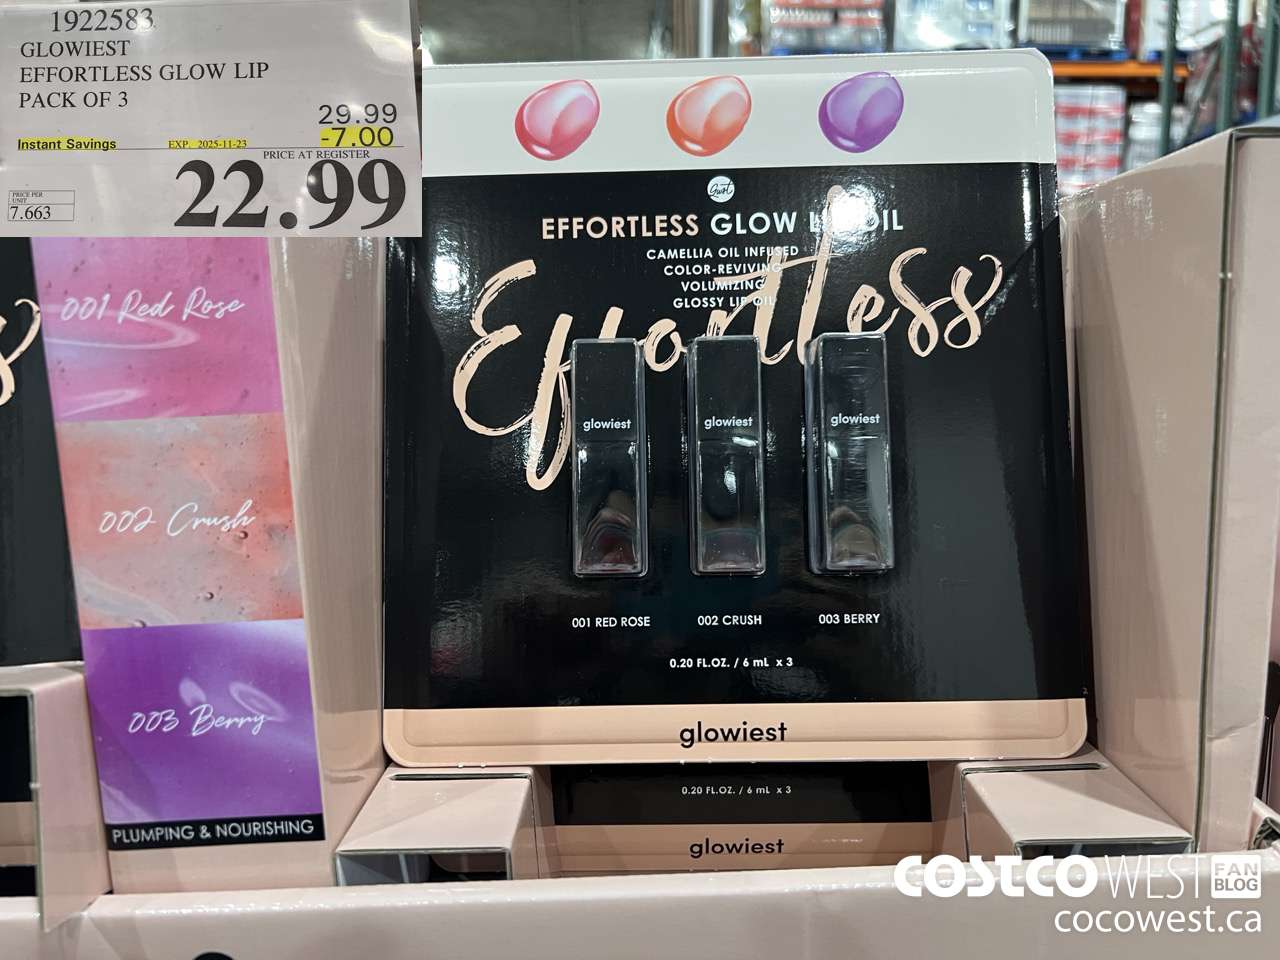 1922583
GLOWIEST
EFFORTLESS GLOW LIP
PACK OF 3
29.99
Instant Savings EXP. 2025-11-23 -7.00
PRICE AT REGISTER
22.99
PRICE PER
UNIT
7.663
001 Red Rose
002 Crush
003 Berry
PLUMPING & NOURISHING
EFFORTLESS GLOW LIP OIL
CAMELLIA OIL INFUSED
COLOR-REVIVING
VOLUMIZING
GLOSSY LIP OIL
Effortless
glowiest glowiest glowiest
001 RED ROSE 002 CRUSH 003 BERRY
0.20 FL.OZ. / 6 mL x 3
glowiest
0.20 FL.OZ. / 6 mL x 3
glowiest
COSTCO WEST FAN BLOG
cocowest.ca